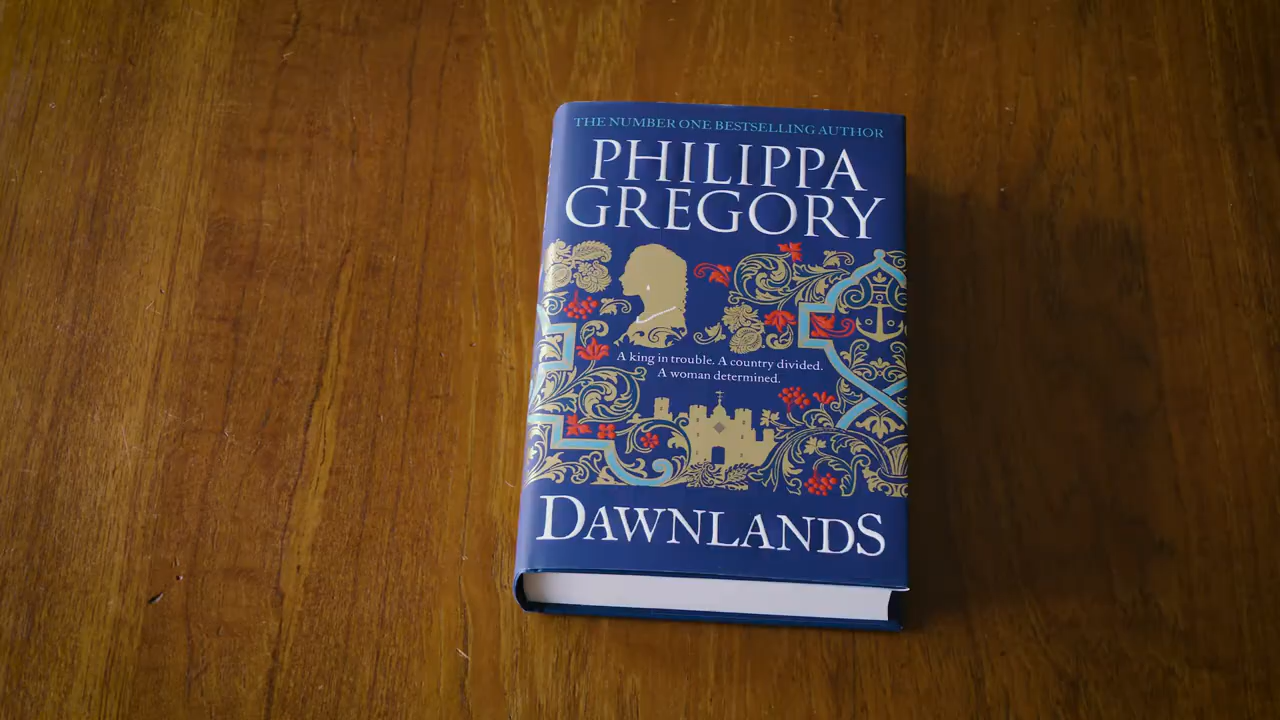 THE NUMBER ONE BESTSELLING AUTHOR
PHILIPPA
GREGORY
A king in trouble. A country divided.
A woman determined.
DAWNLANDS